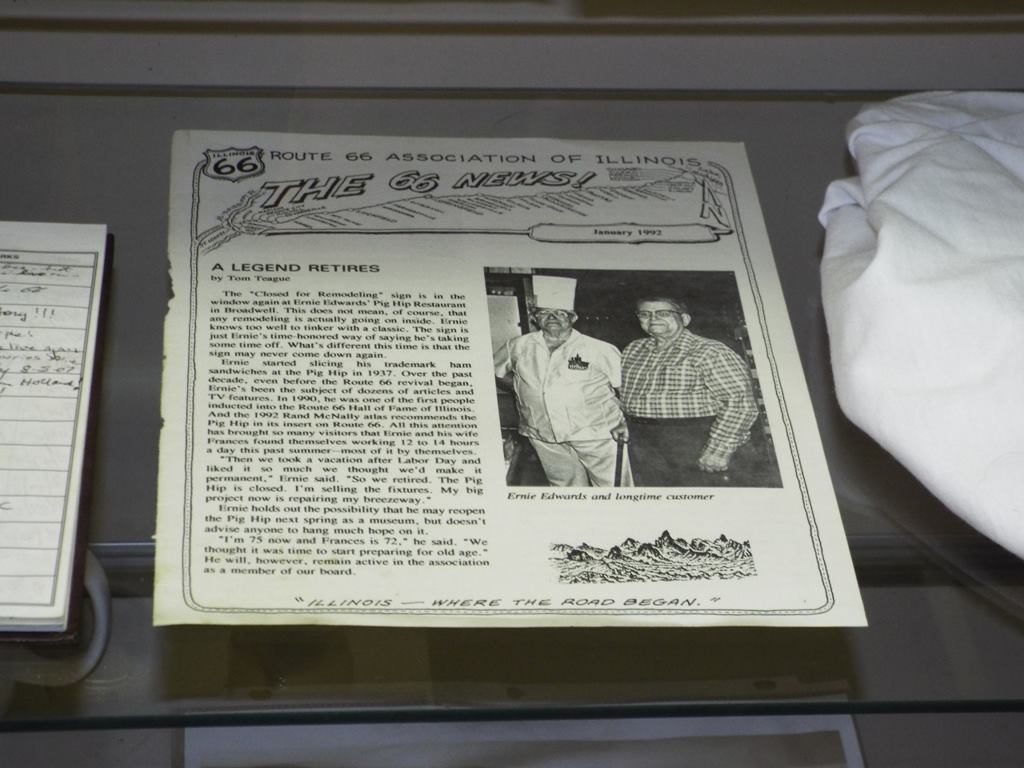 ILLINOIS
66
ROUTE 66 ASSOCIATION OF ILLINOIS
THE 66 NEWS!
January 1992
A LEGEND RETIRES
by Tom Teague
The "Closed for Remodeling" sign is in the
window again at Ernie Edwards' Pig Hip Restaurant
in Broadwell. This does not mean, of course, that
any remodeling is actually going on inside. Ernie
knows too well to tinker with a classic. The sign is
just Ernie's time-honored way of saying he's taking
some time off. What's different this time is that the
sign may never come down again.
Ernie started slicing his trademark ham
sandwiches at the Pig Hip in 1937. Over the past
decade, even before the Route 66 revival began,
Ernie's been the subject of dozens of articles and
TV features. In 1990, he was one of the first people
inducted into the Route 66 Hall of Fame of Illinois.
And the 1992 Rand McNally atlas recommends the
Pig Hip in its insert on Route 66. All this attention
has brought so many visitors that Ernie and his wife
Frances found themselves working 12 to 14 hours
a day this past summer--most of it by themselves.
"Then we took a vacation after Labor Day and
liked it so much we thought we'd make it
permanent," Ernie said. "So we retired. The Pig
Hip is closed. I'm selling the fixtures. My big
project now is repairing my breezeway."
Ernie holds out the possibility that he may reopen
the Pig Hip next spring as a museum, but doesn't
advise anyone to hang much hope on it.
"I'm 75 now and Frances is 72," he said. "We
thought it was time to start preparing for old age."
He will, however, remain active in the association
as a member of our board.
Ernie Edwards and longtime customer
"ILLINOIS — WHERE THE ROAD BEGAN."
8-5-07
Holland